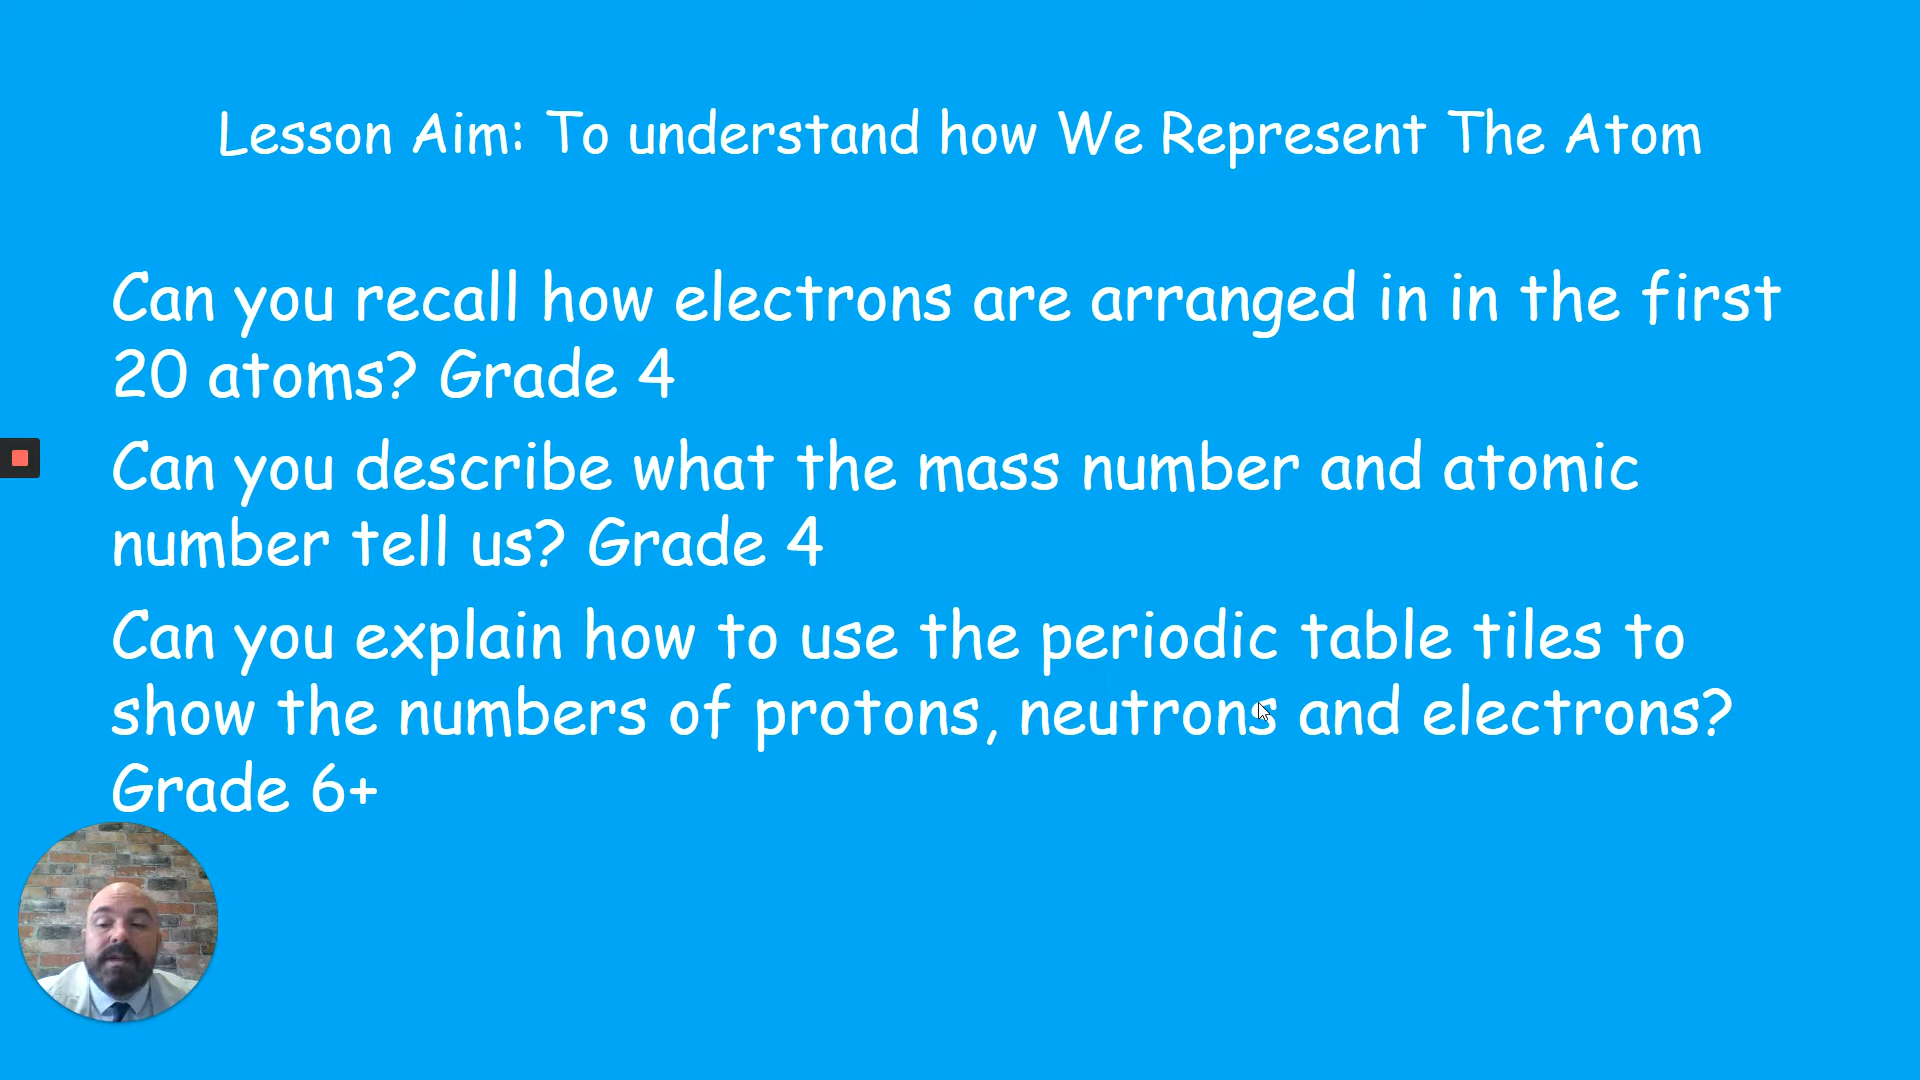 Lesson Aim: To understand how We Represent The Atom
Can you recall how electrons are arranged in in the first
20 atoms? Grade 4
Can you describe what the mass number and atomic
number tell us? Grade 4
Can you explain how to use the periodic table tiles to
show the numbers of protons, neutrons and electrons?
Grade 6+